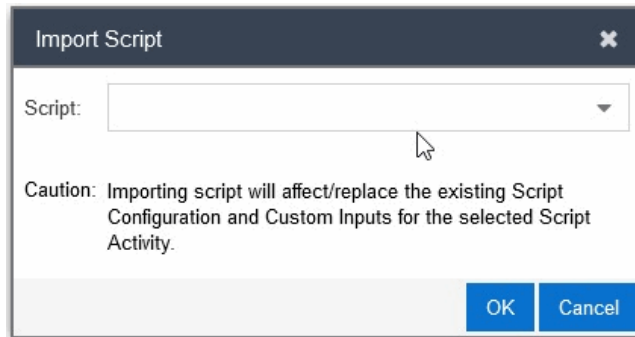 Import Script
Script:
Caution: Importing script will affect/replace the existing Script
Configuration and Custom Inputs for the selected Script
Activity.
OK Cancel